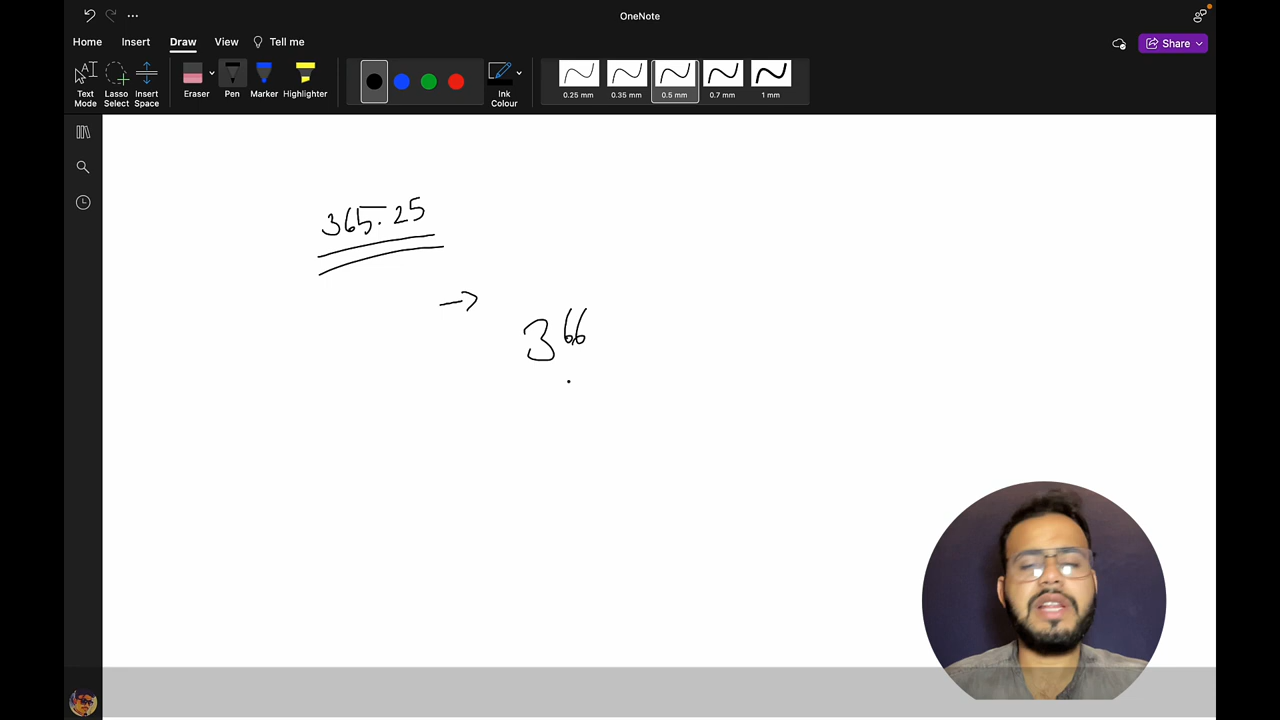 OneNote
Home Insert Draw View Tell me
Share
Text Mode
Lasso Select
Insert Space
Eraser
Pen
Marker
Highlighter
Ink Colour
0.25 mm
0.35 mm
0.5 mm
0.7 mm
1 mm
365.25
→ 366